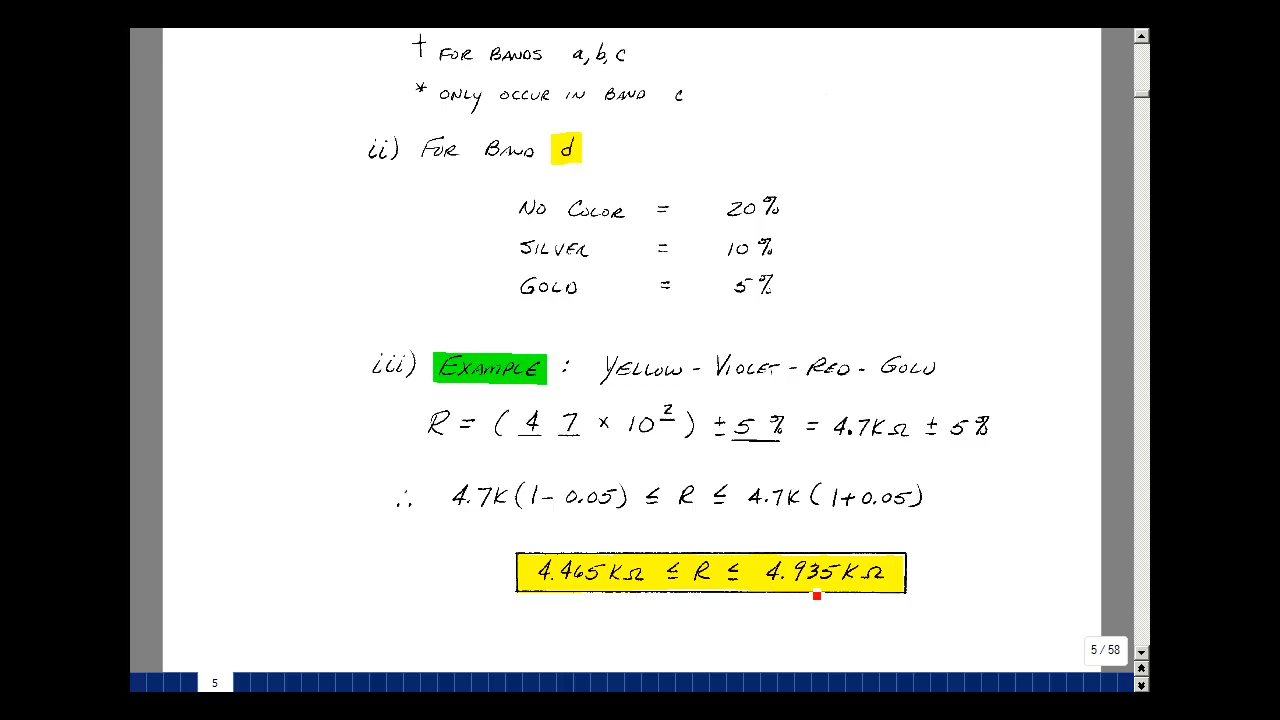 † FOR BANDS a, b, c
* ONLY OCCUR IN BAND c
ii) FOR BAND d
NO COLOR = 20%
SILVER = 10%
GOLD = 5%
iii) EXAMPLE : YELLOW - VIOLET - RED - GOLD
R = ( 4 7 × 10² ) ± 5 % = 4.7KΩ ± 5%
∴ 4.7K(1 - 0.05) ≤ R ≤ 4.7K(1+0.05)
4.465KΩ ≤ R ≤ 4.935KΩ
5 / 58
5